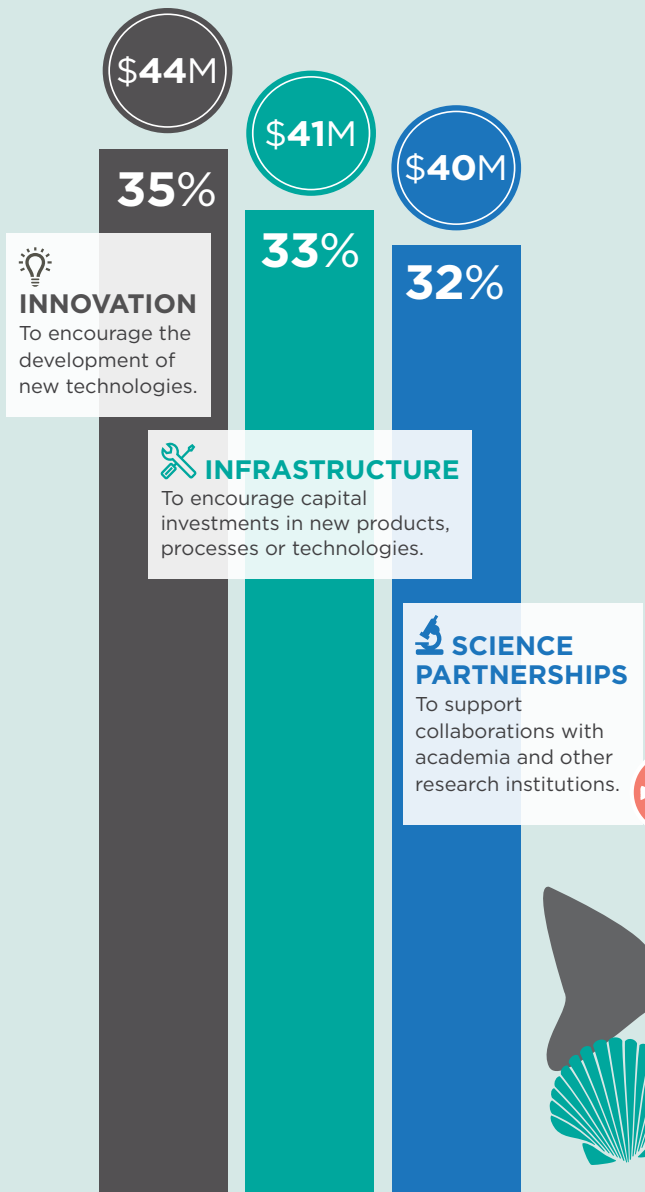 $44M
35%
INNOVATION
To encourage the
development of
new technologies.
$41M
33%
INFRASTRUCTURE
To encourage capital
investments in new products,
processes or technologies.
$40M
32%
SCIENCE
PARTNERSHIPS
To support
collaborations with
academia and other
research institutions.